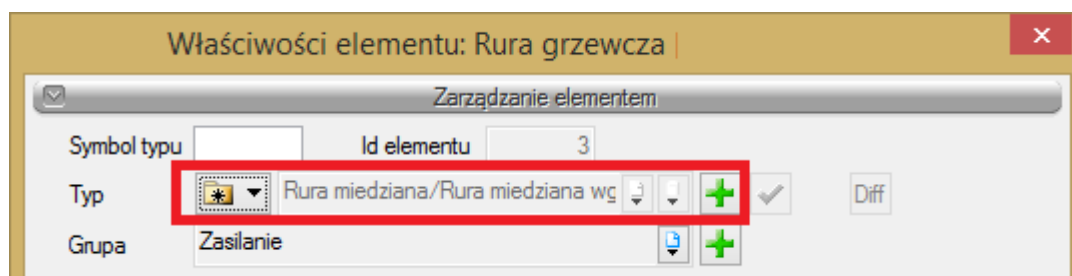 Właściwości elementu: Rura grzewcza
Zarządzanie elementem
Symbol typu Id elementu 3
Typ Rura miedziana/Rura miedziana wg Diff
Grupa Zasilanie